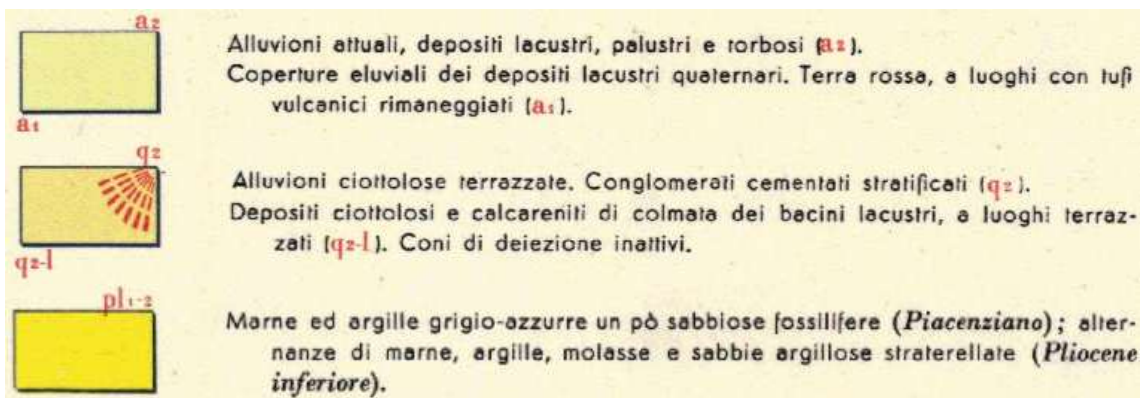 a2
Alluvioni attuali, depositi lacustri, palustri e torbosi (a2).
Coperture eluviali dei depositi lacustri quaternari. Terra rossa, a luoghi con tufi
vulcanici rimaneggiati (a1).
a1
q2
Alluvioni ciottolose terrazzate. Conglomerati cementati stratificati (q2).
Depositi ciottolosi e calcareniti di colmata dei bacini lacustri, a luoghi terraz-
zati (q2-l). Coni di deiezione inattivi.
q2-l
pl1-2
Marne ed argille grigio-azzurre un pò sabbiose fossilifere (Piacenziano); alter-
nanze di marne, argille, molasse e sabbie argillose straterellate (Pliocene
inferiore).